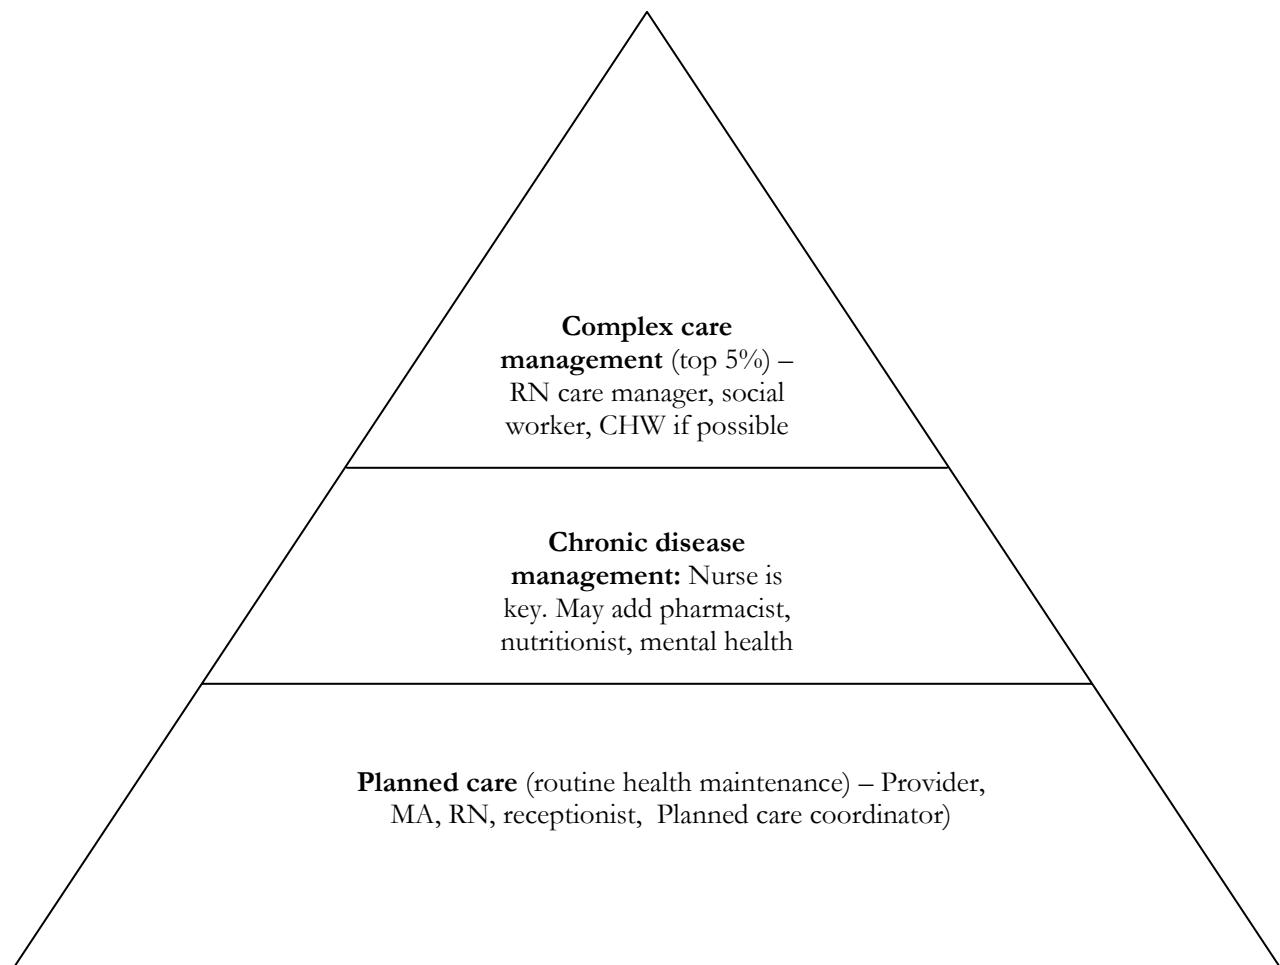 Complex care
management (top 5%) –
RN care manager, social
worker, CHW if possible
Chronic disease
management: Nurse is
key. May add pharmacist,
nutritionist, mental health
Planned care (routine health maintenance) – Provider,
MA, RN, receptionist,  Planned care coordinator)